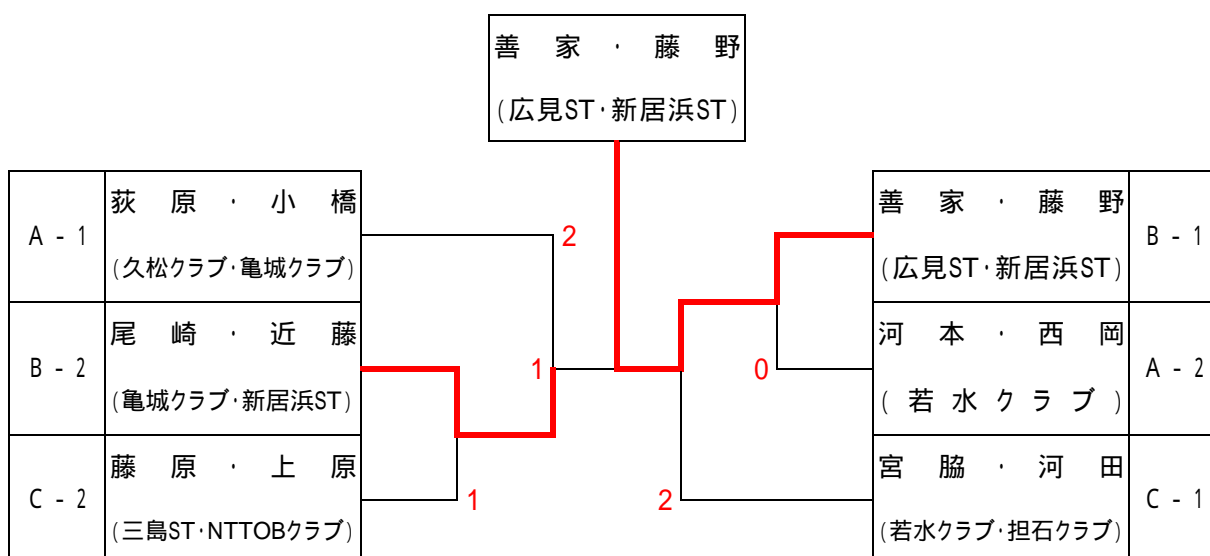 善家・藤野
(広見ST・新居浜ST)
A-1
荻原・小橋
(久松クラブ・亀城クラブ)
B-2
尾崎・近藤
(亀城クラブ・新居浜ST)
C-2
藤原・上原
(三島ST・NTTOBクラブ)
2
1
1
0
2
善家・藤野
(広見ST・新居浜ST)
B-1
河本・西岡
(若水クラブ)
A-2
宮脇・河田
(若水クラブ・担石クラブ)
C-1